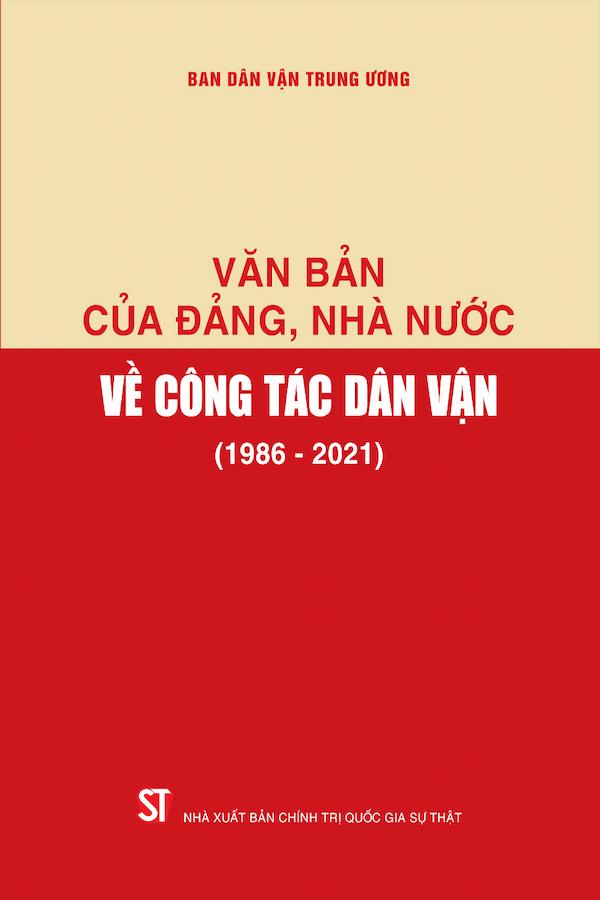 BAN DÂN VẬN TRUNG ƯƠNG
VĂN BẢN
CỦA ĐẢNG, NHÀ NƯỚC
VỀ CÔNG TÁC DÂN VẬN
(1986 - 2021)
ST NHÀ XUẤT BẢN CHÍNH TRỊ QUỐC GIA SỰ THẬT